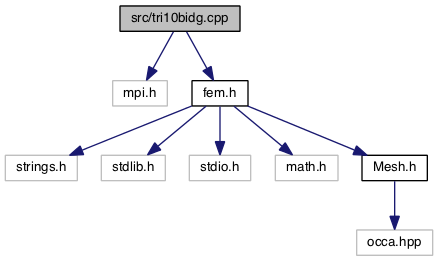 src/tri10bidg.cpp
mpi.h
fem.h
strings.h
stdlib.h
stdio.h
math.h
Mesh.h
occa.hpp